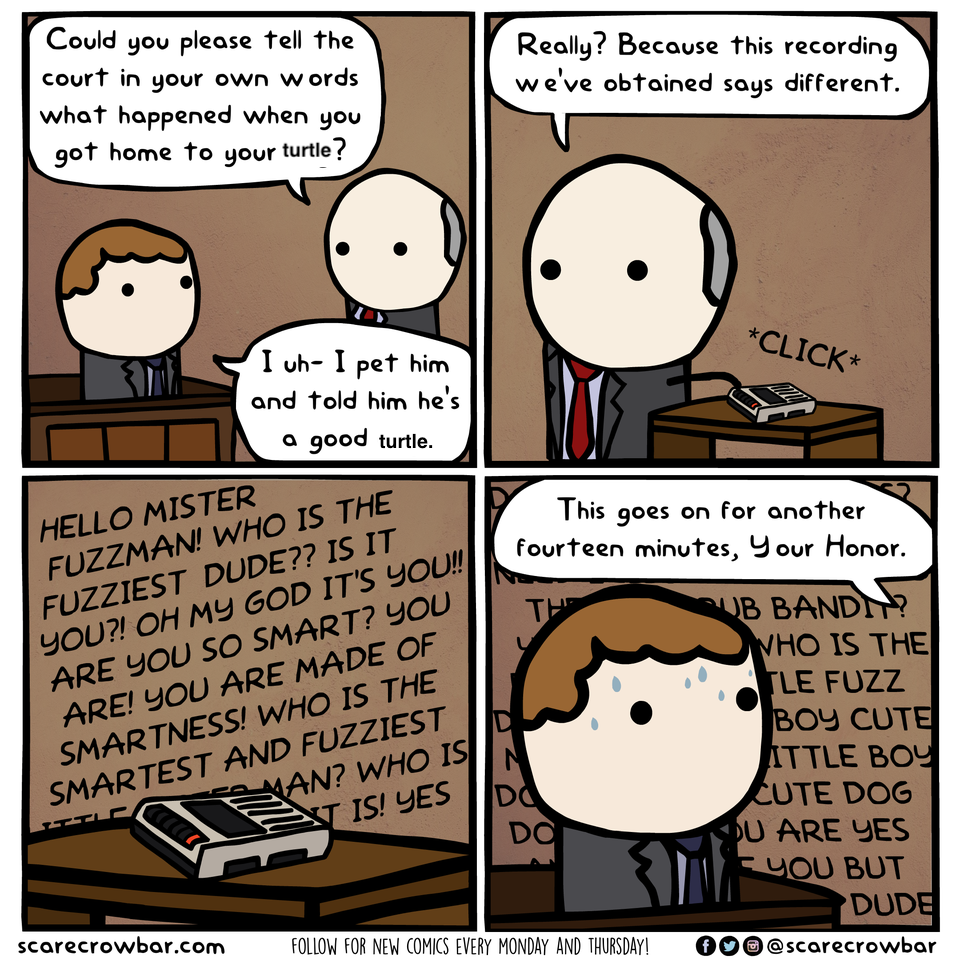 Could you please tell the
court in your own words
what happened when you
got home to your turtle?
I uh- I pet him
and told him he's
a good turtle.
Really? Because this recording
we've obtained says different.
*CLICK*
HELLO MISTER
FUZZMAN! WHO IS THE
FUZZIEST DUDE?? IS IT
YOU?! OH MY GOD IT'S YOU!!
ARE YOU SO SMART? YOU
ARE! YOU ARE MADE OF
SMARTNESS! WHO IS THE
SMARTEST AND FUZZIEST
MAN? WHO IS
IT IS! YES
This goes on for another
fourteen minutes, Your Honor.
BANDIT?
WHO IS THE
FUZZ
BOY CUTE
BOY
CUTE DOG
ARE YES
YOU BUT
DUDE
scarecrowbar.com
FOLLOW FOR NEW COMICS EVERY MONDAY AND THURSDAY!
@scarecrowbar